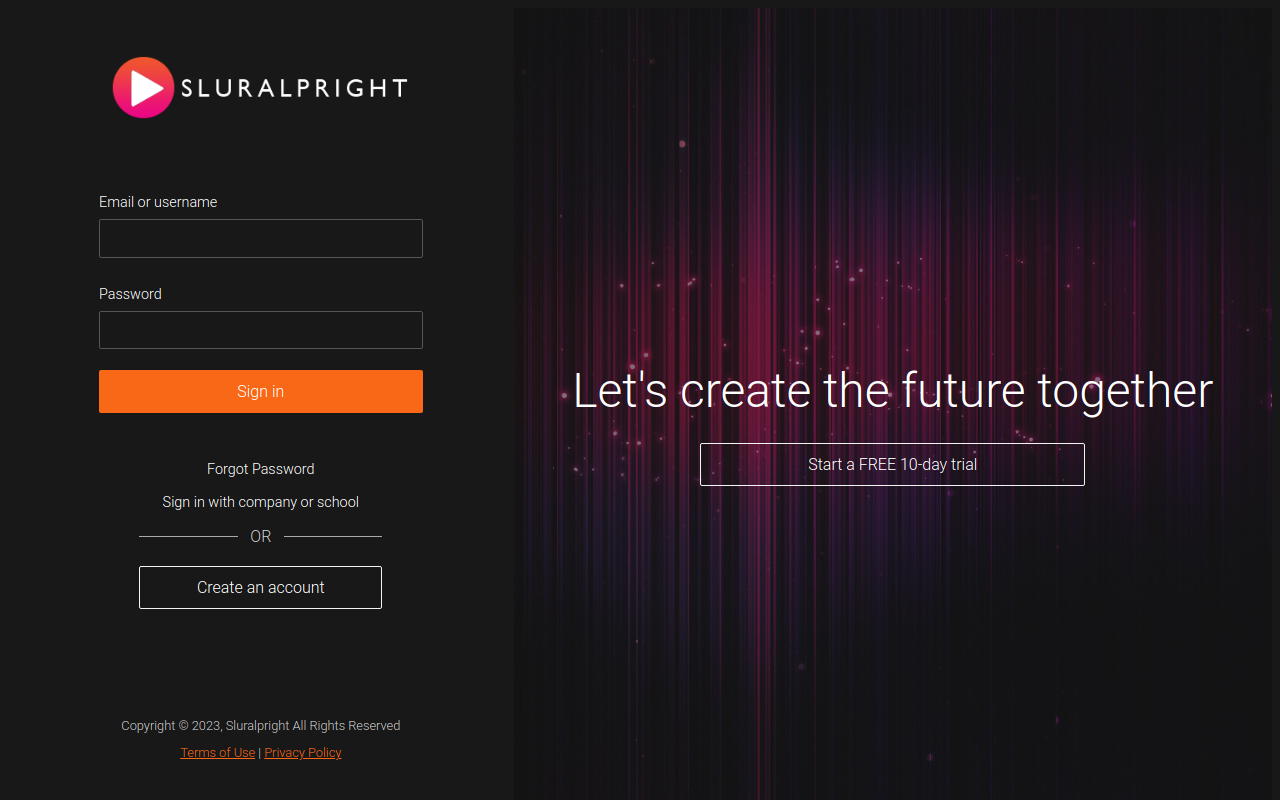 SLURALPRIGHT
Email or username
Password
Sign in
Forgot Password
Sign in with company or school
OR
Create an account
Copyright © 2023, Sluralpright All Rights Reserved
Terms of Use | Privacy Policy
Let's create the future together
Start a FREE 10-day trial